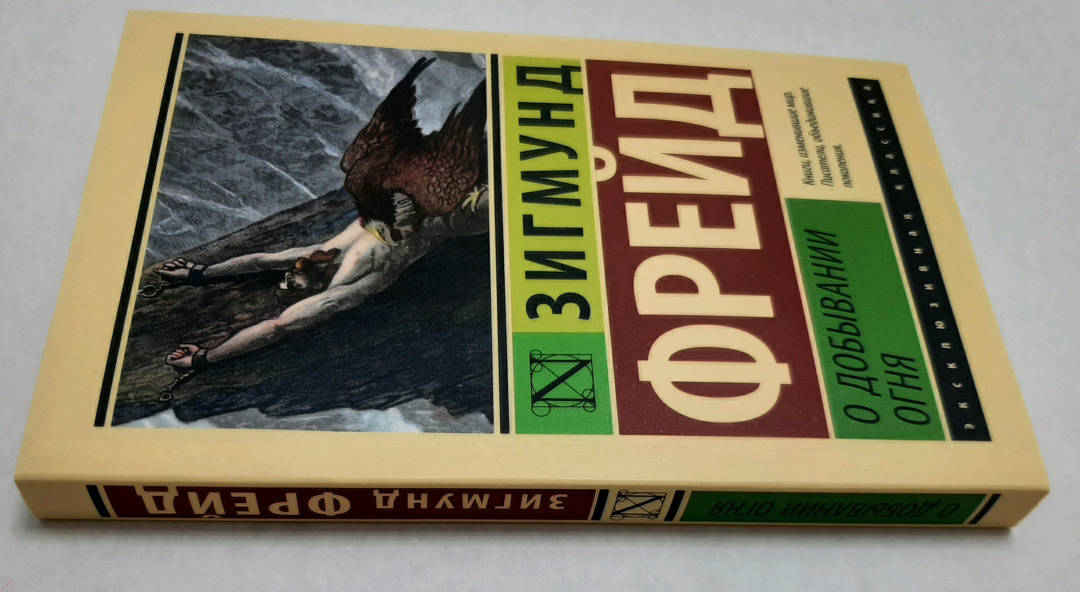 ЗИГМУНД
ФРЕЙД
Книги, изменившие мир.
Писатели, объединившие
поколения.
О ДОБЫВАНИИ
ОГНЯ
эксклюзивная классика
ЗИГМУНД ФРЕЙД
О ДОБЫВАНИИ ОГНЯ